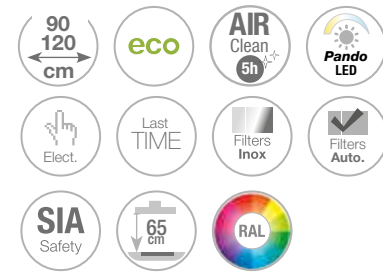 90
120
cm
eco
AIR
Clean
5h
Pando
LED
Elect.
Last
TIME
Filters
Inox
Filters
Auto.
SIA
Safety
65
cm
RAL